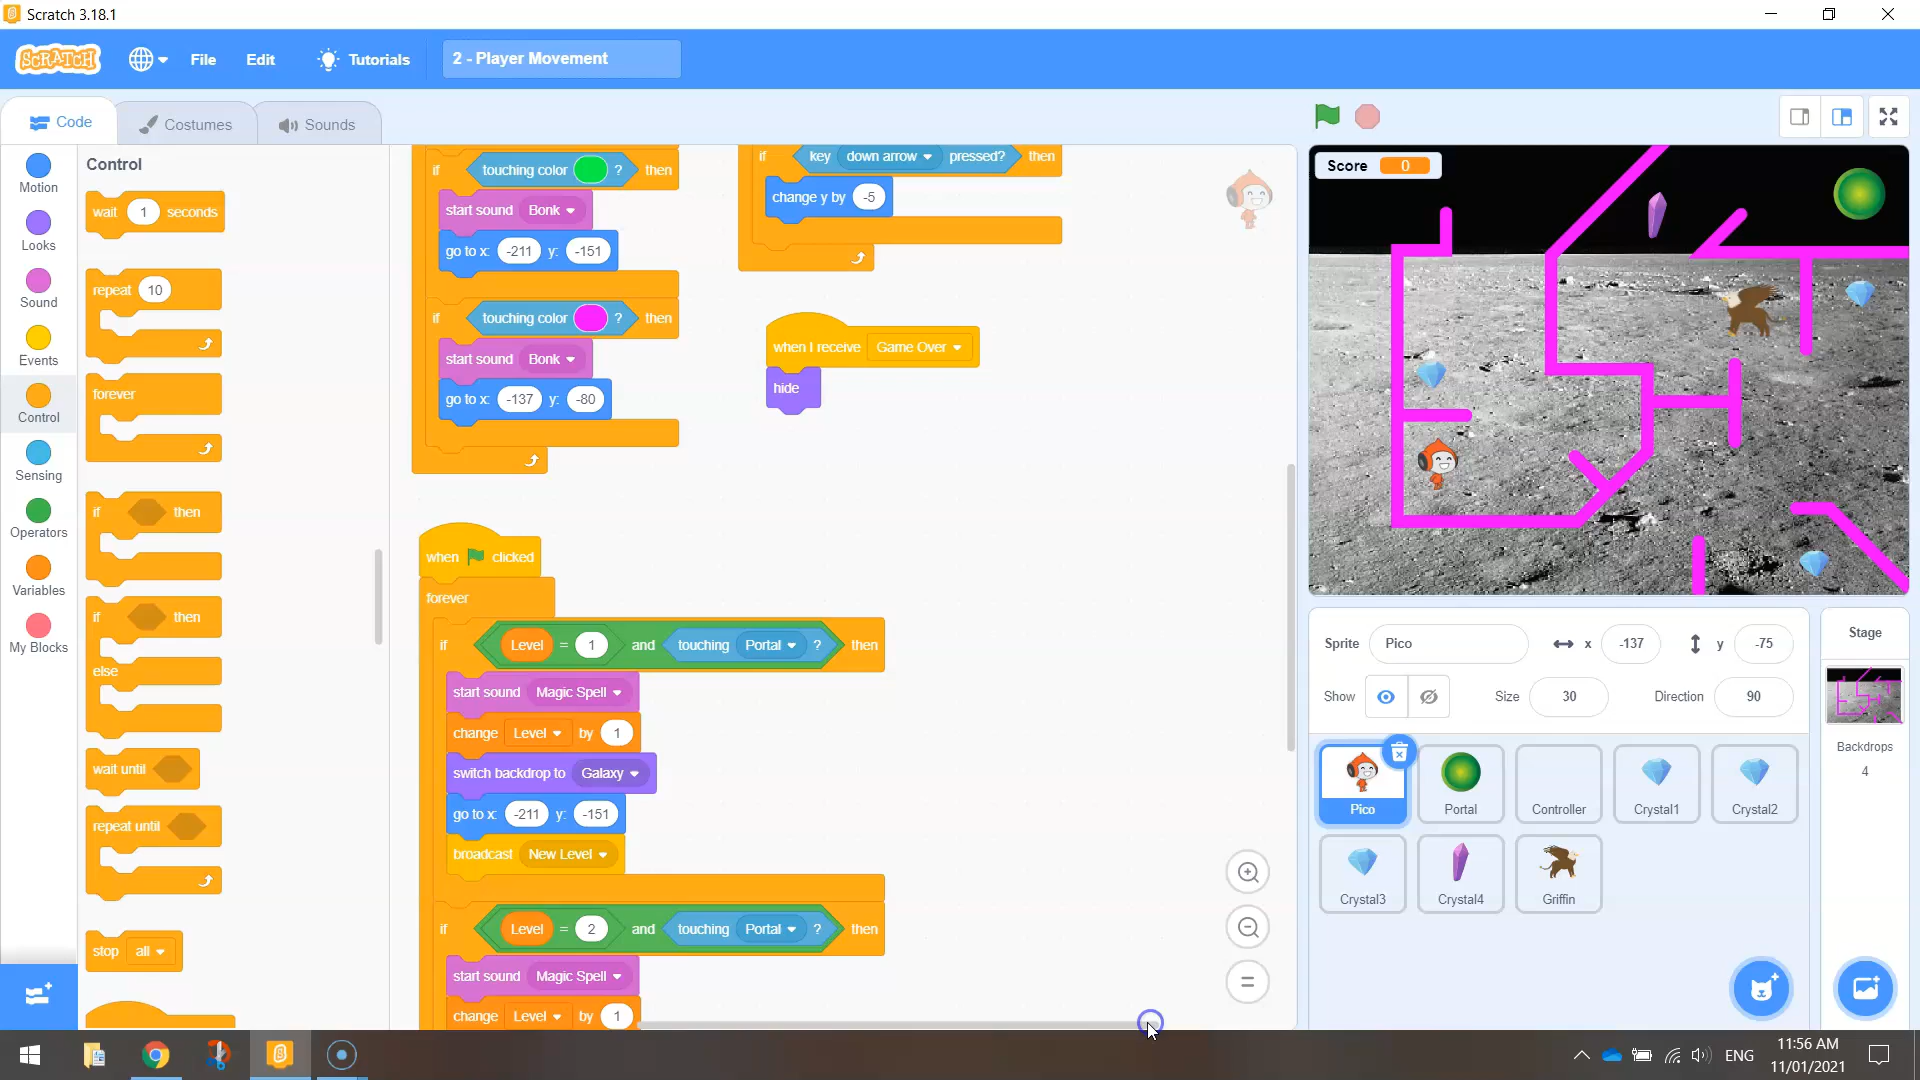 Scratch 3.18.1
SCRATCH
File
Edit
Tutorials
2 - Player Movement
Code
Costumes
Sounds
Motion
Looks
Sound
Events
Control
Sensing
Operators
Variables
My Blocks
Control
wait 1 seconds
repeat 10
forever
if then
if then
else
wait until
repeat until
stop all
if touching color ? then
start sound Bonk
go to x: -211 y: -151
if touching color ? then
start sound Bonk
go to x: -137 y: -80
if key down arrow pressed? then
change y by -5
when I receive Game Over
hide
when clicked
forever
if Level = 1 and touching Portal ? then
start sound Magic Spell
change Level by 1
switch backdrop to Galaxy
go to x: -211 y: -151
broadcast New Level
if Level = 2 and touching Portal ? then
start sound Magic Spell
change Level by 1
Score 0
Sprite Pico x -137 y -75
Show Size 30 Direction 90
Pico
Portal
Controller
Crystal1
Crystal2
Crystal3
Crystal4
Griffin
Stage
Backdrops
4
ENG
11:56 AM
11/01/2021